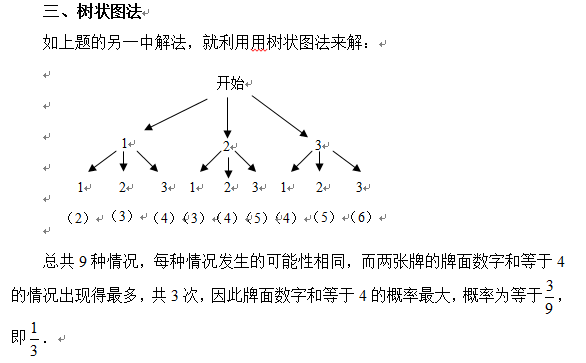 三、树状图法
如上题的另一中解法，就利用用树状图法来解：
开始
1 2 3
1 2 3 1 2 3 1 2 3
（2）（3）（4）（3）（4）（5）（4）（5）（6）
总共9种情况，每种情况发生的可能性相同，而两张牌的牌面数字和等于4
的情况出现得最多，共3次，因此牌面数字和等于4的概率最大，概率为等于3/9，
即1/3．